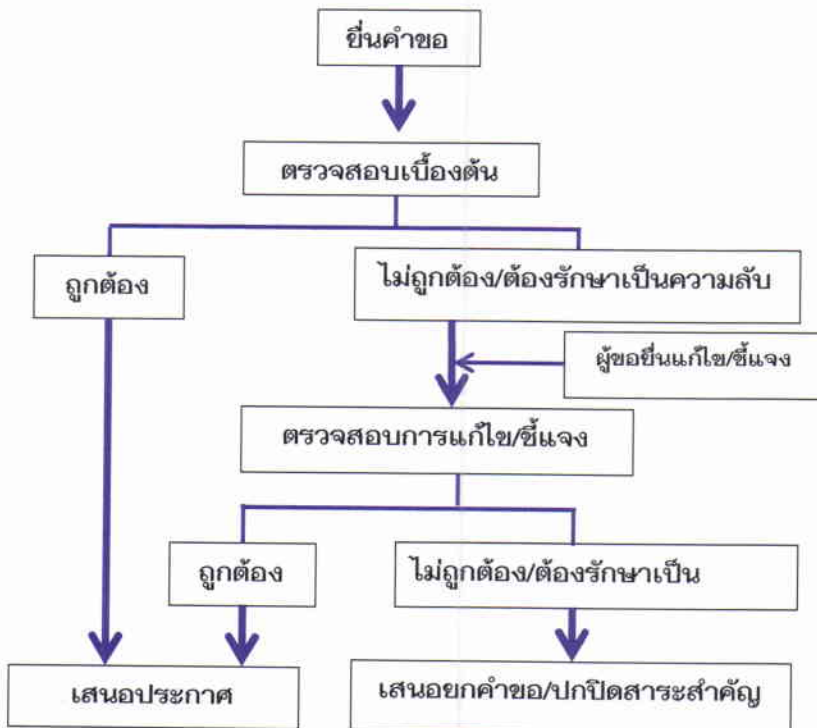 ยื่นคำขอ
ตรวจสอบเบื้องต้น
ถูกต้อง
ไม่ถูกต้อง/ต้องรักษาเป็นความลับ
ผู้ขอยื่นแก้ไข/ชี้แจง
ตรวจสอบการแก้ไข/ชี้แจง
ถูกต้อง
ไม่ถูกต้อง/ต้องรักษาเป็น
เสนอประกาศ
เสนอยกคำขอ/ปกปิดสาระสำคัญ